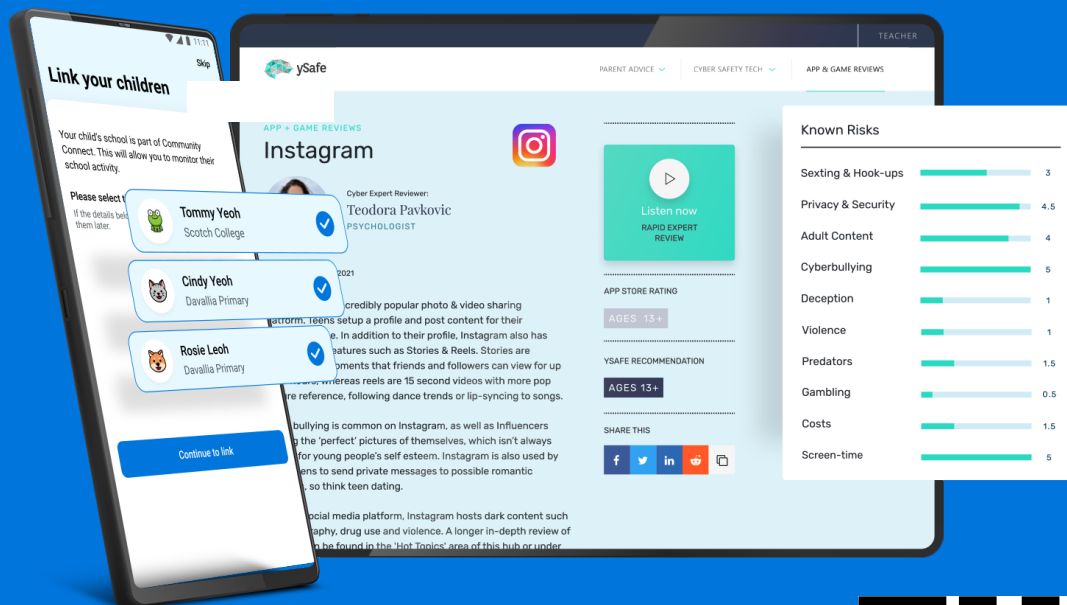 11:11
Skip
Link your children
Your child's school is part of Community
Connect. This will allow you to monitor their
school activity.
Please select t
If the details bel
them later.
Tommy Yeoh
Scotch College
Cindy Yeoh
Davallia Primary
Rosie Leoh
Davallia Primary
Continue to link
TEACHER
ySafe
PARENT ADVICE
CYBER SAFETY TECH
APP & GAME REVIEWS
APP + GAME REVIEWS
Instagram
Cyber Expert Reviewer:
Teodora Pavkovic
PSYCHOLOGIST
2021
credibly popular photo & video sharing
latform. Teens setup a profile and post content for their
e. In addition to their profile, Instagram also has
eatures such as Stories & Reels. Stories are
oments that friends and followers can view for up
whereas reels are 15 second videos with more pop
re reference, following dance trends or lip-syncing to songs.
bullying is common on Instagram, as well as Influencers
g the 'perfect' pictures of themselves, which isn't always
for young people's self esteem. Instagram is also used by
ens to send private messages to possible romantic
, so think teen dating.
ocial media platform, Instagram hosts dark content such
raphy, drug use and violence. A longer in-depth review of
n be found in the 'Hot Topics' area of this hub or under
Listen now
RAPID EXPERT
REVIEW
APP STORE RATING
AGES 13+
YSAFE RECOMMENDATION
AGES 13+
SHARE THIS
Known Risks
Sexting & Hook-ups 3
Privacy & Security 4.5
Adult Content 4
Cyberbullying 5
Deception 1
Violence 1
Predators 1.5
Gambling 0.5
Costs 1.5
Screen-time 5